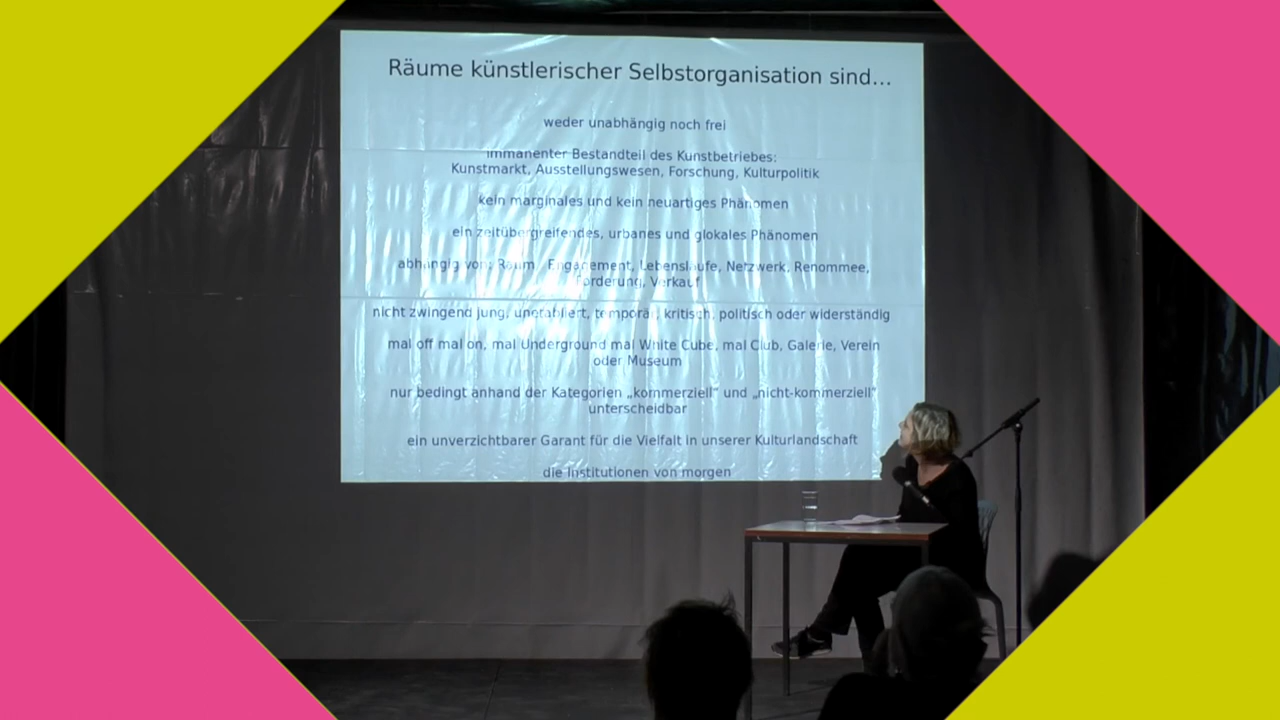 Räume künstlerischer Selbstorganisation sind...
weder unabhängig noch frei
immanenter Bestandteil des Kunstbetriebes:
Kunstmarkt, Ausstellungswesen, Forschung, Kulturpolitik
kein marginales und kein neuartiges Phänomen
ein zeitübergreifendes, urbanes und glokales Phänomen
abhängig von: Raum, Engagement, Lebensläufe, Netzwerk, Renommee,
Förderung, Verkauf
nicht zwingend jung, unetabliert, temporär, kritisch, politisch oder widerständig
mal off mal on, mal Underground mal White Cube, mal Club, Galerie, Verein
oder Museum
nur bedingt anhand der Kategorien „kommerziell“ und „nicht-kommerziell“
unterscheidbar
ein unverzichtbarer Garant für die Vielfalt in unserer Kulturlandschaft
die Institutionen von morgen